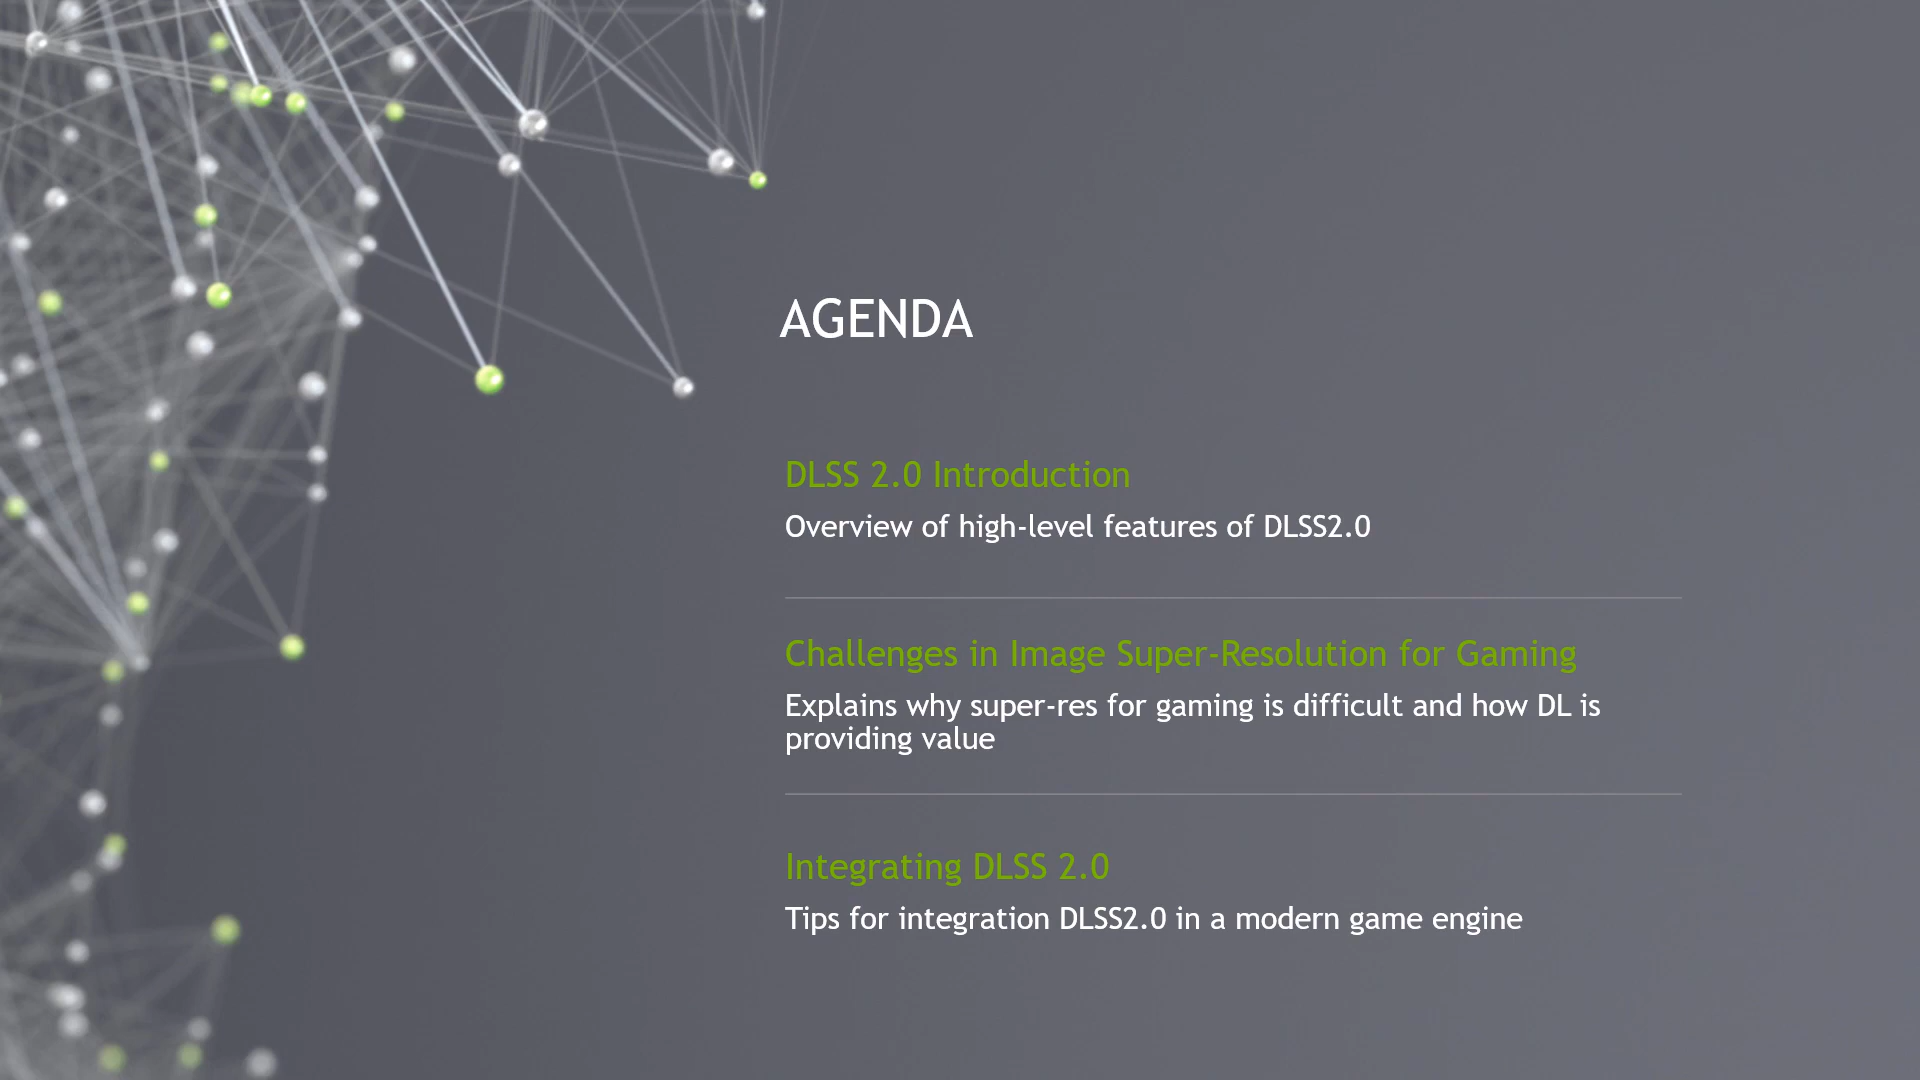 AGENDA
DLSS 2.0 Introduction
Overview of high-level features of DLSS2.0
Challenges in Image Super-Resolution for Gaming
Explains why super-res for gaming is difficult and how DL is
providing value
Integrating DLSS 2.0
Tips for integration DLSS2.0 in a modern game engine